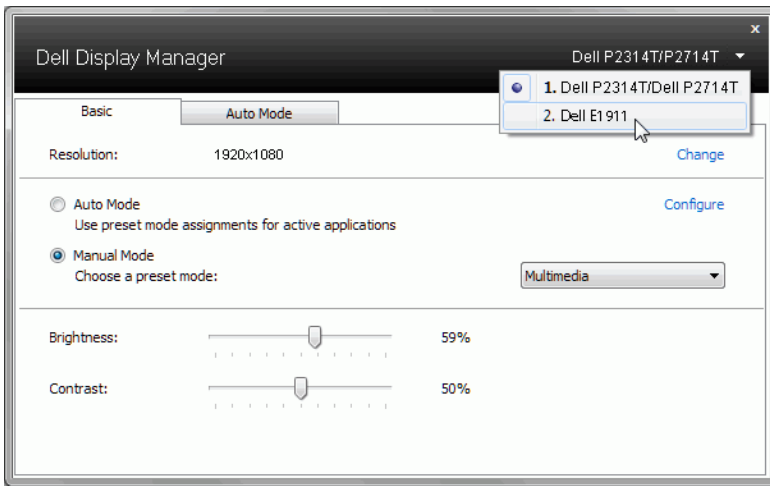 x
Dell Display Manager
Dell P2314T/P2714T
1. Dell P2314T/Dell P2714T
2. Dell E1911
Basic
Auto Mode
Resolution: 1920x1080 Change
Auto Mode Configure
Use preset mode assignments for active applications
Manual Mode
Choose a preset mode: Multimedia
Brightness: 59%
Contrast: 50%